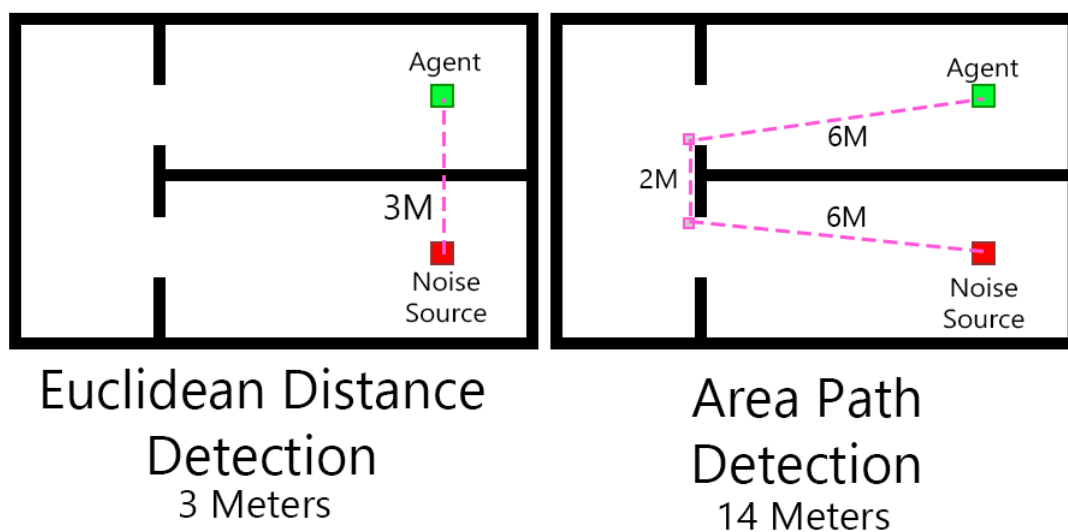 Agent
3M
Noise
Source
Euclidean Distance
Detection
3 Meters
Agent
6M
2M
6M
Noise
Source
Area Path
Detection
14 Meters